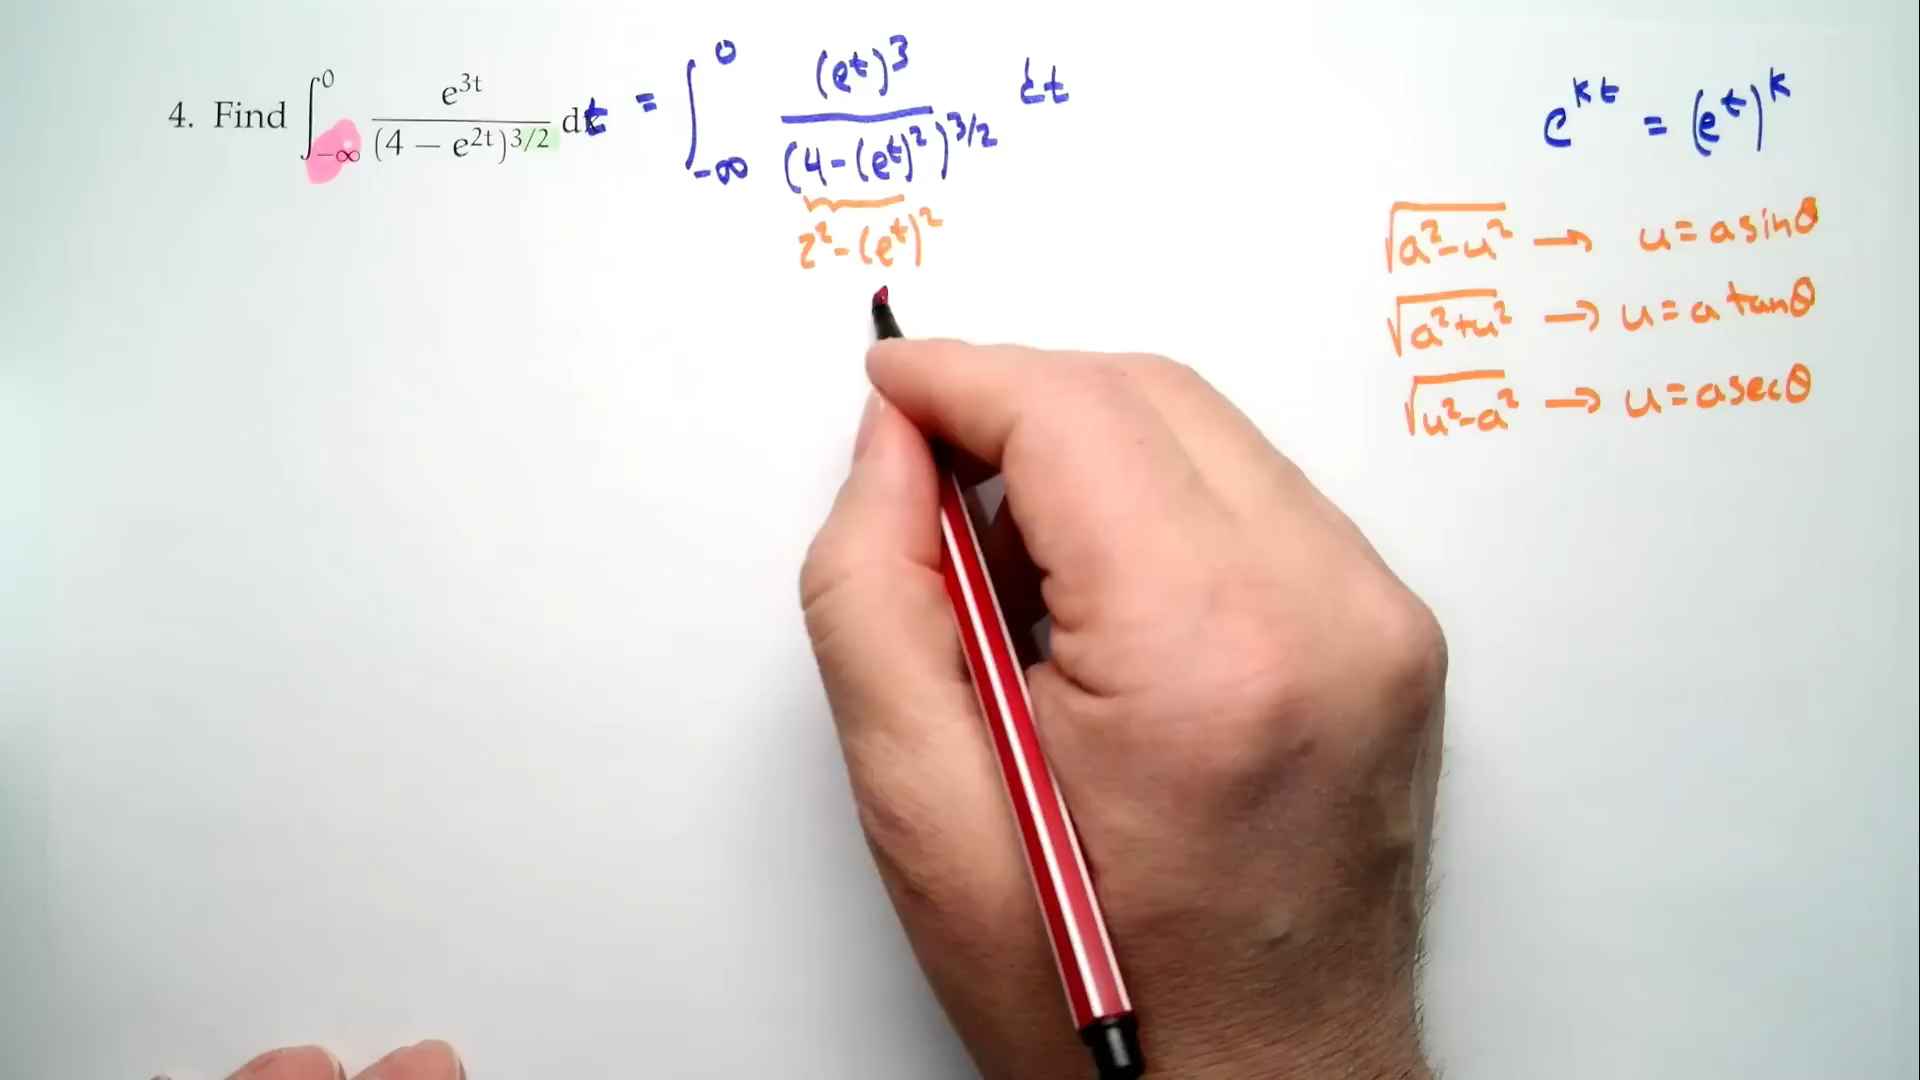 4. Find ∫_{-∞}^{0} e^{3t} / (4 − e^{2t})^{3/2} dt = ∫_{-∞}^{0} (e^t)^3 / (4-(e^t)^2)^{3/2} dt
2^2-(e^t)^2
e^{kt} = (e^t)^k
√(a^2-u^2) → u=a sinθ
√(a^2+u^2) → u=a tanθ
√(u^2-a^2) → u=a secθ